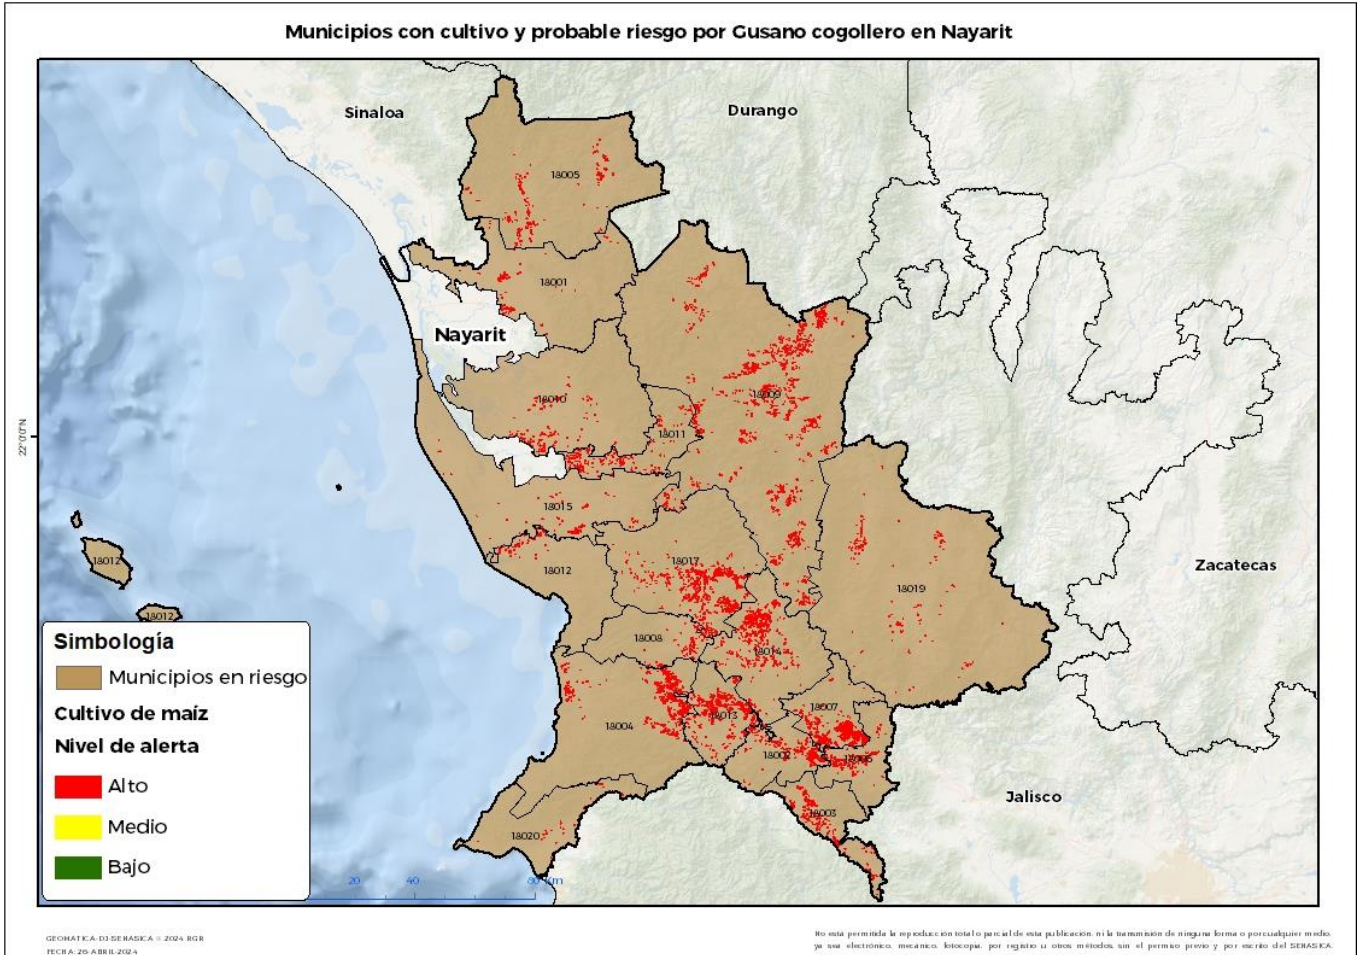 Municipios con cultivo y probable riesgo por Gusano cogollero en Nayarit
Sinaloa
Durango
18005
18001
Nayarit
18010
18009
18011
22°0'0"N
18015
18012
18017
18012
18019
Zacatecas
18012
18008
18014
18004
18013
18007
18002
18006
18003
18020
Jalisco
Simbología
Municipios en riesgo
Cultivo de maíz
Nivel de alerta
Alto
Medio
Bajo
20 40 80 Km
GEOMATICA-DJ-SENASICA © 2024 RGR
FECHA: 26-ABRIL-2024
No está permitida la reproducción total o parcial de esta publicación, ni la transmisión de ninguna forma o por cualquier medio,
ya sea electrónico, mecánico, fotocopia, por registro u otros métodos, sin el permiso previo y por escrito del SENASICA.